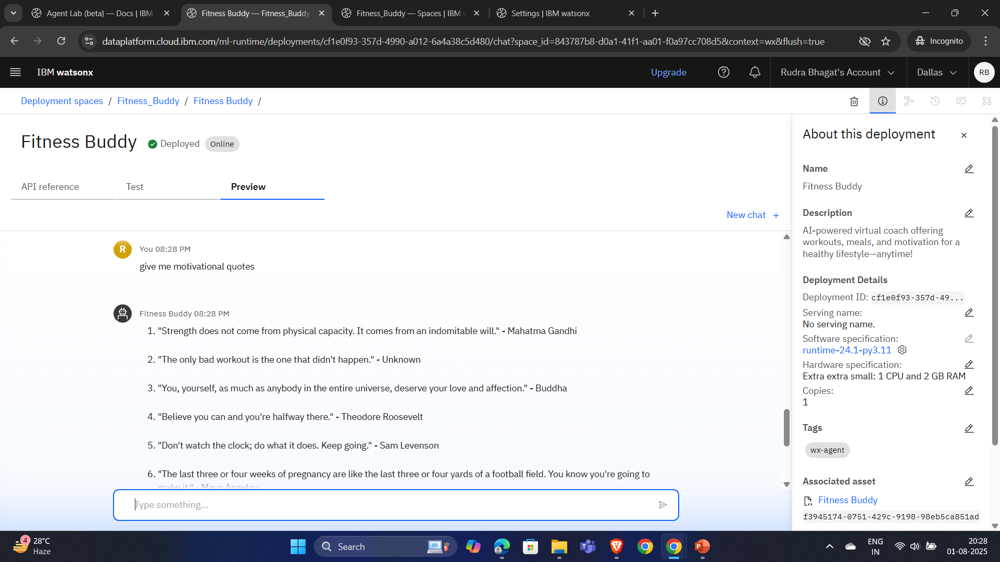 Agent Lab (beta) — Docs | IBM
Fitness Buddy — Fitness_Buddy
Fitness_Buddy — Spaces | IBM
Settings | IBM watsonx
dataplatform.cloud.ibm.com/ml-runtime/deployments/cf1e0f93-357d-4990-a012-6a4a38c5d480/chat?space_id=843787b8-d0a1-41f1-aa01-f0a97cc708d5&context=wx&flush=true
Incognito
IBM watsonx
Upgrade
Rudra Bhagat's Account
Dallas
RB
Deployment spaces / Fitness_Buddy / Fitness Buddy /
Fitness Buddy
Deployed
Online
API reference
Test
Preview
New chat +
R
You 08:28 PM
give me motivational quotes
Fitness Buddy 08:28 PM
1. "Strength does not come from physical capacity. It comes from an indomitable will." - Mahatma Gandhi
2. "The only bad workout is the one that didn't happen." - Unknown
3. "You, yourself, as much as anybody in the entire universe, deserve your love and affection." - Buddha
4. "Believe you can and you're halfway there." - Theodore Roosevelt
5. "Don't watch the clock; do what it does. Keep going." - Sam Levenson
6. "The last three or four weeks of pregnancy are like the last three or four yards of a football field. You know you're going to
make it." - Maya Angelou
Type something...
About this deployment
Name
Fitness Buddy
Description
AI-powered virtual coach offering
workouts, meals, and motivation for a
healthy lifestyle—anytime!
Deployment Details
Deployment ID: cf1e0f93-357d-49...
Serving name:
No serving name.
Software specification:
runtime-24.1-py3.11
Hardware specification:
Extra extra small: 1 CPU and 2 GB RAM
Copies:
1
Tags
wx-agent
Associated asset
Fitness Buddy
f3945174-0751-429c-9198-98eb5ca851ad
4
28°C
Haze
Search
ENG
IN
20:28
01-08-2025